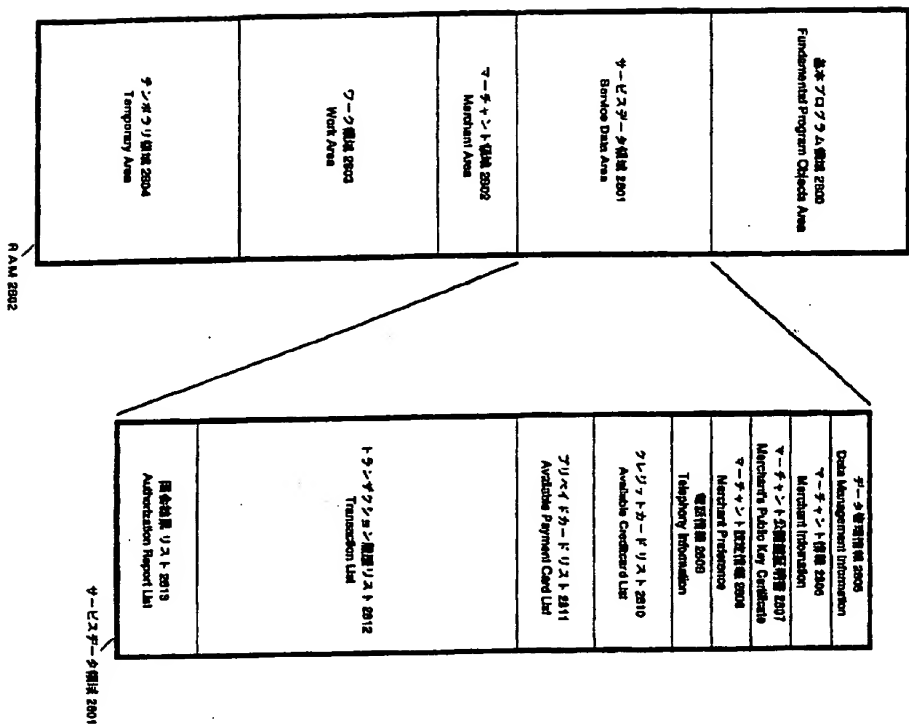 基本プログラム領域 2800
Fundamental Program Objects Area
サービスデータ領域 2801
Service Data Area
マーチャント領域 2802
Merchant Area
ワーク領域 2803
Work Area
テンポラリ領域 2804
Temporary Area
RAM 2602
データ管理情報 2805
Data Management Information
マーチャント情報 2806
Merchant Infomation
マーチャント公開鍵証明書 2807
Merchant's Public Key Certificate
マーチャント設定情報 2808
Merchant Preference
電話情報 2809
Telephony Information
クレジットカードリスト 2810
Available Creditcard List
プリペイドカードリスト 2811
Available Payment Card List
トランザクション履歴リスト 2812
Transaction List
照会結果リスト 2813
Authorization Report List
サービスデータ領域 2801